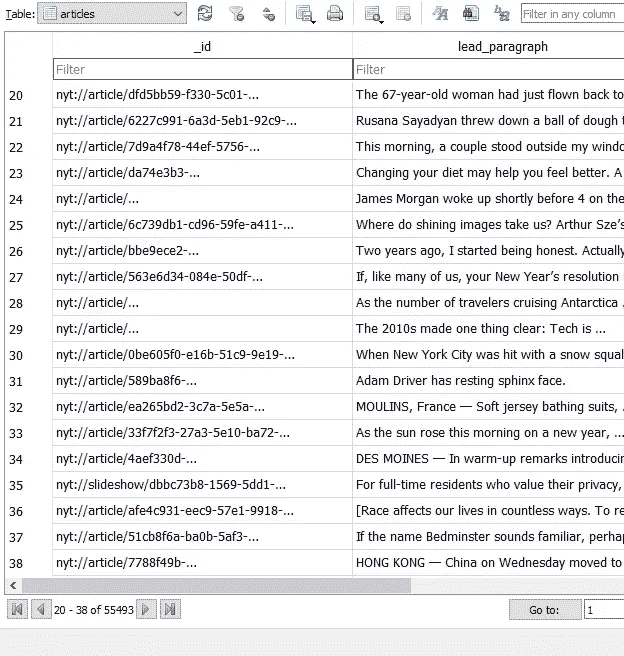 Table: articles Filter in any column
_id lead_paragraph
Filter Filter
20 nyt://article/dfd5bb59-f330-5c01-... The 67-year-old woman had just flown back to
21 nyt://article/6227c991-6a3d-5eb1-92c9-... Rusana Sayadyan threw down a ball of dough
22 nyt://article/7d9a4f78-44ef-5756-... This morning, a couple stood outside my
23 nyt://article/da74e3b3-... Changing your diet may help you feel better. A
24 nyt://article/... James Morgan woke up shortly before 4 on the
25 nyt://article/6c739db1-cd96-59fe-a411-... Where do shining images take us? Arthur Sze’s
26 nyt://article/bbe9ece2-... Two years ago, I started being honest. Actually
27 nyt://article/563e6d34-084e-50df-... If, like many of us, your New Year’s resolution
28 nyt://article/... As the number of travelers cruising Antarctica .
29 nyt://article/... The 2010s made one thing clear: Tech is ...
30 nyt://article/0be605f0-e16b-51c9-9e19-... When New York City was hit with a snow squal
31 nyt://article/589ba8f6-... Adam Driver has resting sphinx face.
32 nyt://article/ea265bd2-3c7a-5e5a-... MOULINS, France — Soft jersey bathing suits, .
33 nyt://article/33f7f2f3-27a3-5e10-ba72-... As the sun rose this morning on a new year, ...
34 nyt://article/4aef330d-... DES MOINES — In warm-up remarks introducin
35 nyt://slideshow/dbbc73b8-1569-5dd1-... For full-time residents who value their privacy,
36 nyt://article/afe4c931-eec9-57e1-9918-... [Race affects our lives in countless ways. To re
37 nyt://article/51cb8f6a-ba0b-5af3-... If the name Bedminster sounds familiar, perhap
38 nyt://article/7788f49b-... HONG KONG — China on Wednesday moved to
20 - 38 of 55493 Go to: 1